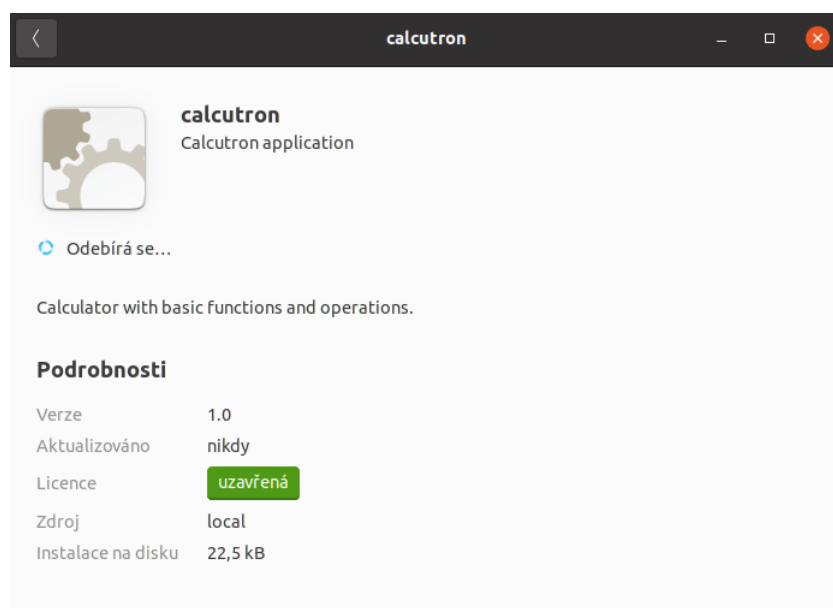 calcutron
calcutron
Calcutron application
Odebírá se...
Calculator with basic functions and operations.
Podrobnosti
Verze 1.0
Aktualizováno nikdy
Licence uzavřená
Zdroj local
Instalace na disku 22,5 kB